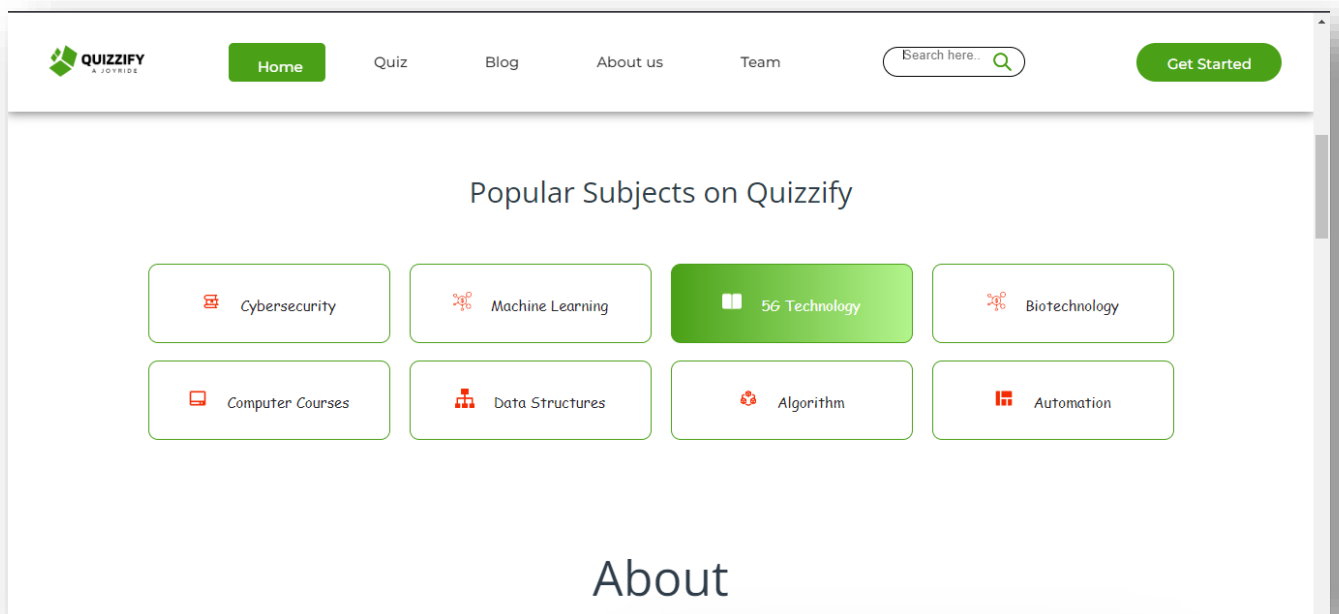 QUIZZIFY
A JOYRIDE
Home
Quiz
Blog
About us
Team
Search here..
Get Started
Popular Subjects on Quizzify
Cybersecurity
Machine Learning
5G Technology
Biotechnology
Computer Courses
Data Structures
Algorithm
Automation
About